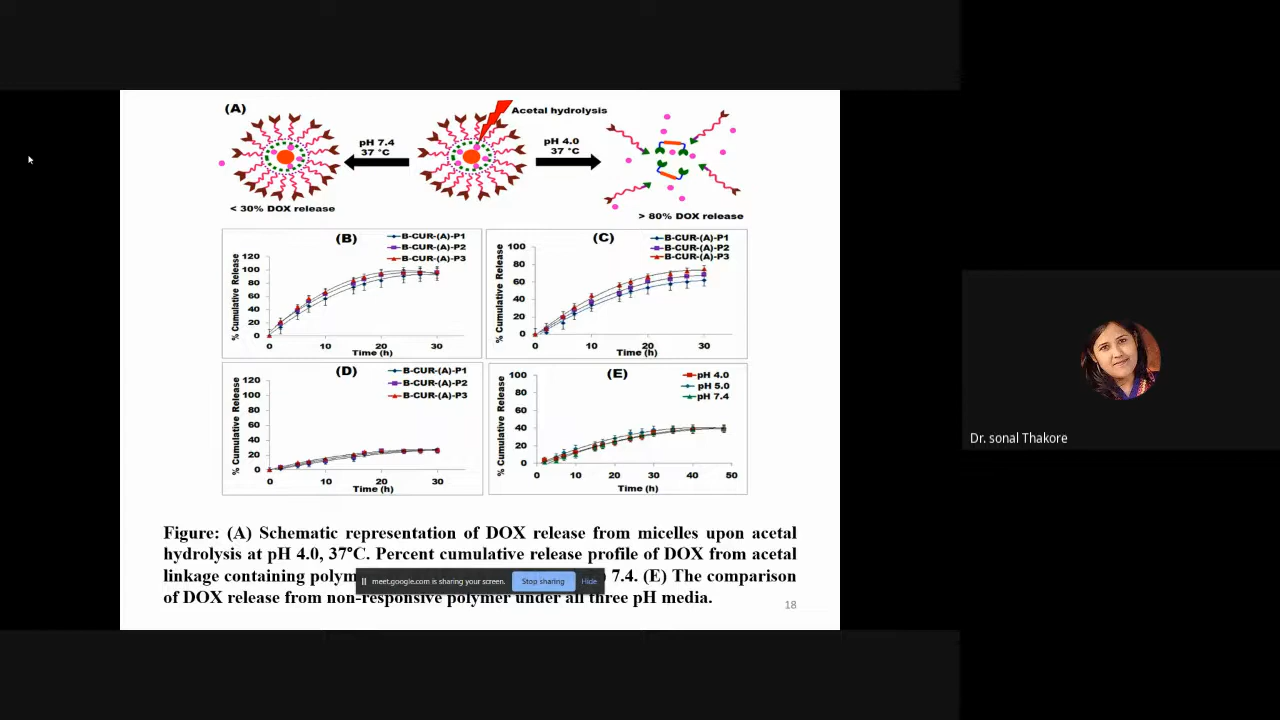 (A)
Acetal hydrolysis
pH 7.4
37 °C
pH 4.0
37 °C
< 30% DOX release
> 80% DOX release
(B)
B-CUR-(A)-P1
B-CUR-(A)-P2
B-CUR-(A)-P3
% Cumulative Release
120
100
80
60
40
20
0
0 10 20 30
Time (h)
(C)
B-CUR-(A)-P1
B-CUR-(A)-P2
B-CUR-(A)-P3
% Cumulative Release
100
80
60
40
20
0
0 10 20 30
Time (h)
(D)
B-CUR-(A)-P1
B-CUR-(A)-P2
B-CUR-(A)-P3
% Cumulative Release
120
100
80
60
40
20
0
0 10 20 30
Time (h)
(E)
pH 4.0
pH 5.0
pH 7.4
% Cumulative Release
100
80
60
40
20
0
0 10 20 30 40 50
Time (h)
Figure: (A) Schematic representation of DOX release from micelles upon acetal
hydrolysis at pH 4.0, 37°C. Percent cumulative release profile of DOX from acetal
linkage containing polym 7.4. (E) The comparison
of DOX release from non-responsive polymer under all three pH media.
meet.google.com is sharing your screen. Stop sharing Hide
18
Dr. sonal Thakore